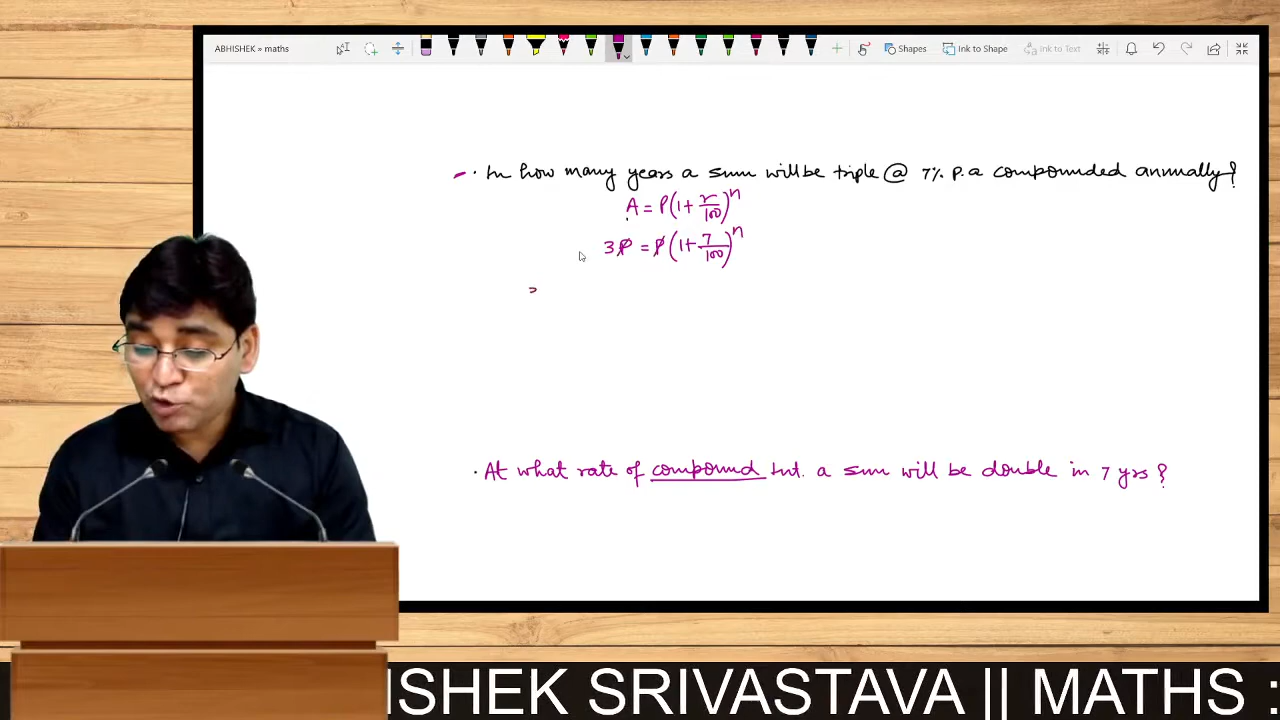 ABHISHEK » maths
Shapes
Ink to Shape
Ink to Text
- · In how many years a sum will be triple @ 7% p.a compounded annually?
A = P(1+ r/100)^n
3P = P(1+ 7/100)^n
· At what rate of compound Int. a sum will be double in 7 yrs?
ISHEK SRIVASTAVA || MATHS :